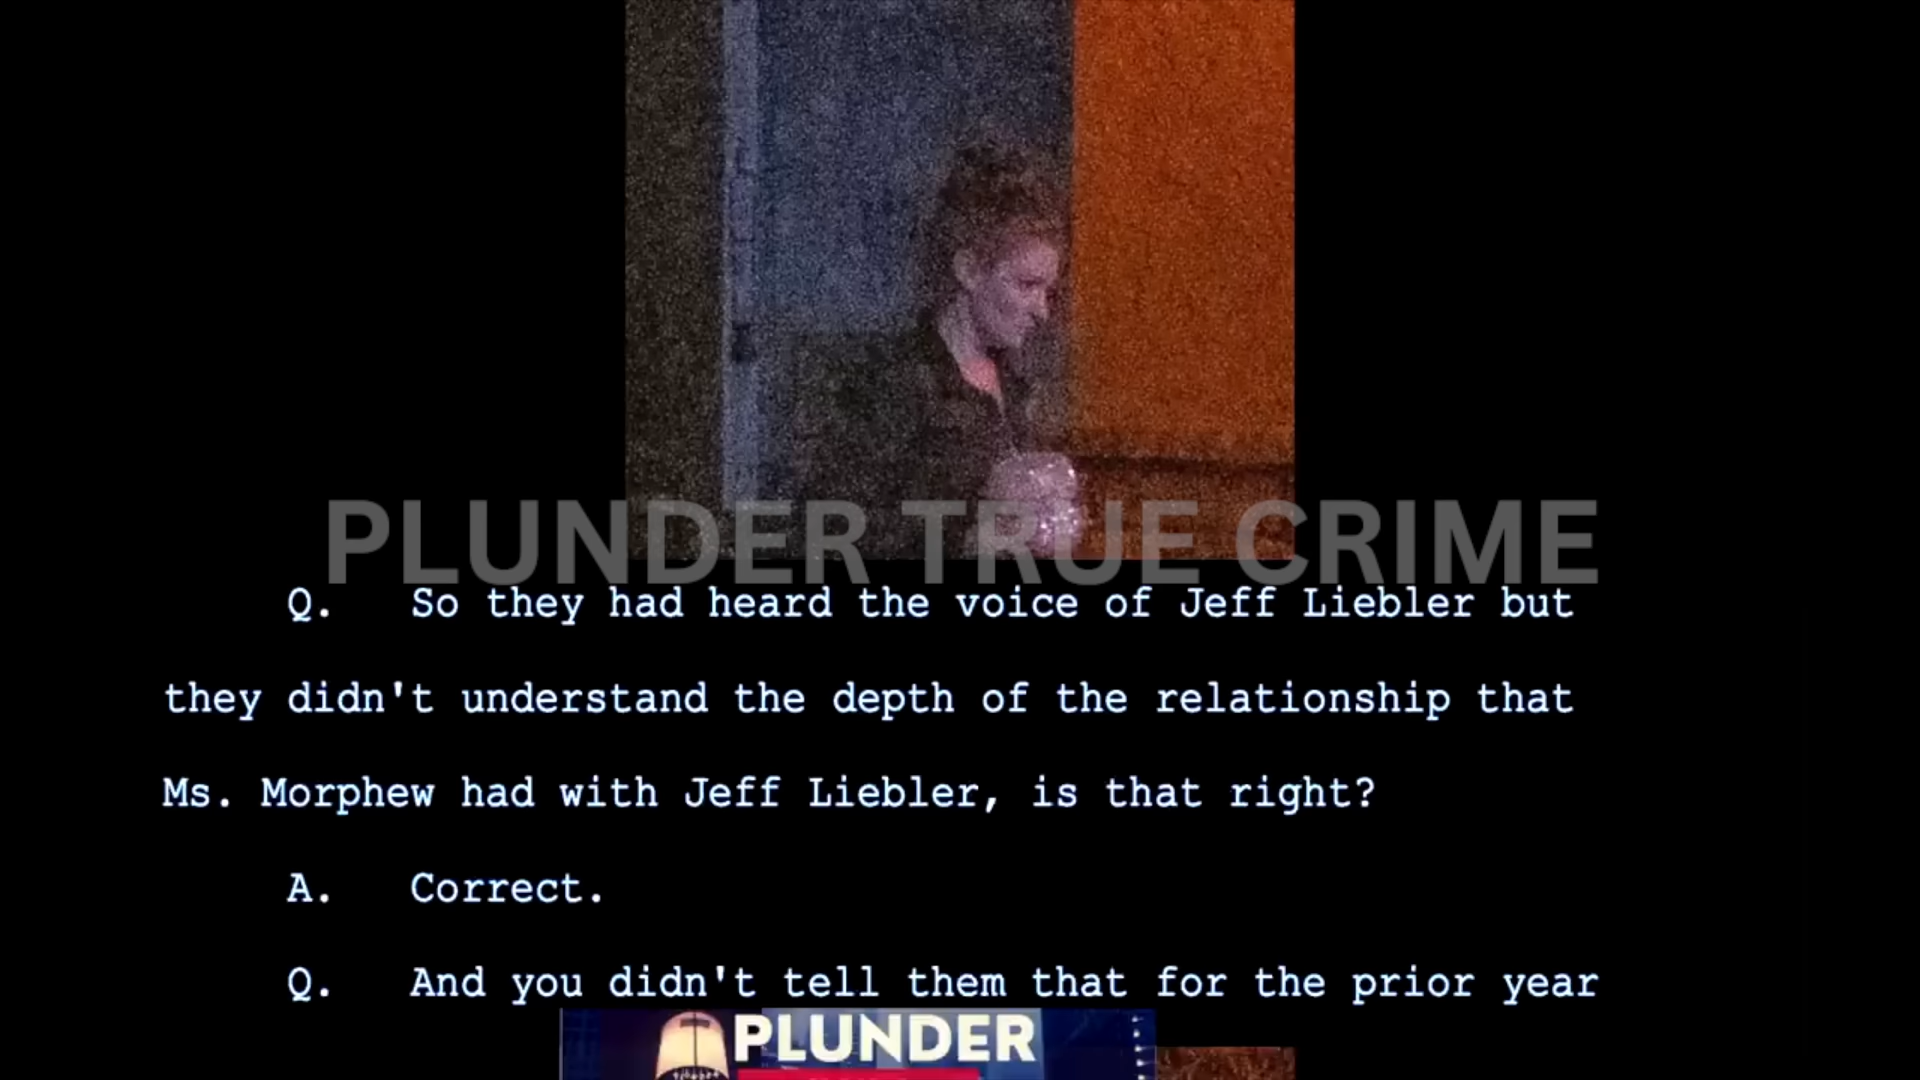 PLUNDER TRUE CRIME
Q. So they had heard the voice of Jeff Liebler but
they didn't understand the depth of the relationship that
Ms. Morphew had with Jeff Liebler, is that right?
A. Correct.
Q. And you didn't tell them that for the prior year
PLUNDER